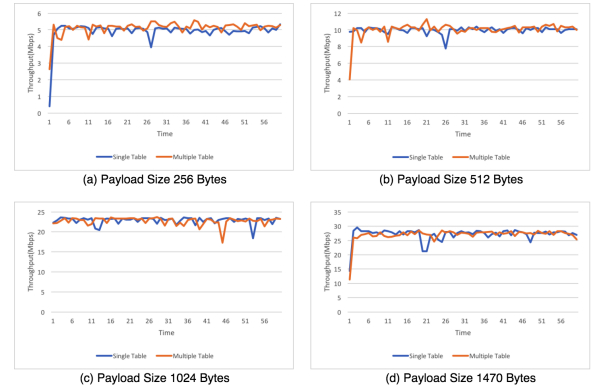 6
5
4
3
2
1
0
Throughput(Mbps)
1 6 11 16 21 26 31 36 41 46 51 56
Time
Single Table Multiple Table
(a) Payload Size 256 Bytes
12
10
8
6
4
2
0
Throughput(Mbps)
1 6 11 16 21 26 31 36 41 46 51 56
Time
Single Table Multiple Table
(b) Payload Size 512 Bytes
25
20
15
10
5
0
Throughput(Mbps)
1 6 11 16 21 26 31 36 41 46 51 56
Time
Single Table Multiple Table
(c) Payload Size 1024 Bytes
35
30
25
20
15
10
5
0
Throughput(Mbps)
1 6 11 16 21 26 31 36 41 46 51 56
Time
Single Table Multiple Table
(d) Payload Size 1470 Bytes